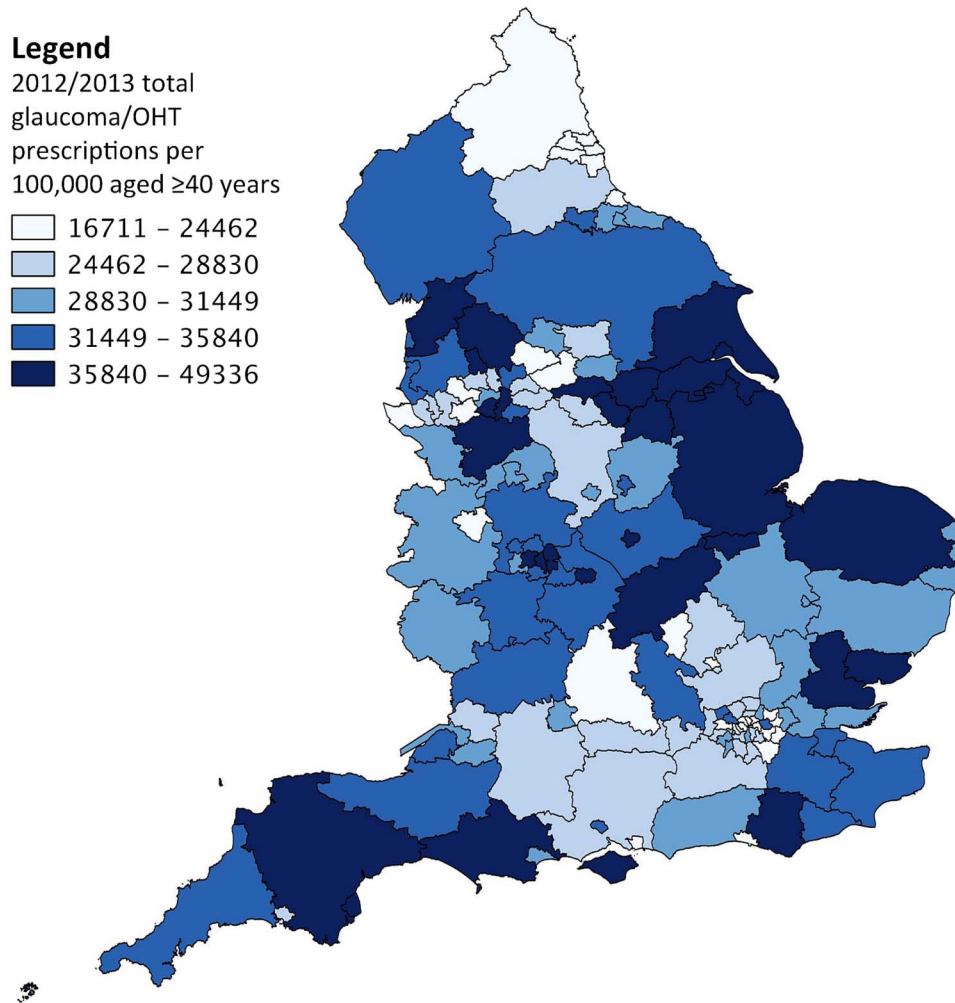 Legend
2012/2013 total
glaucoma/OHT
prescriptions per
100,000 aged ≥40 years
16711 – 24462
24462 – 28830
28830 – 31449
31449 – 35840
35840 – 49336